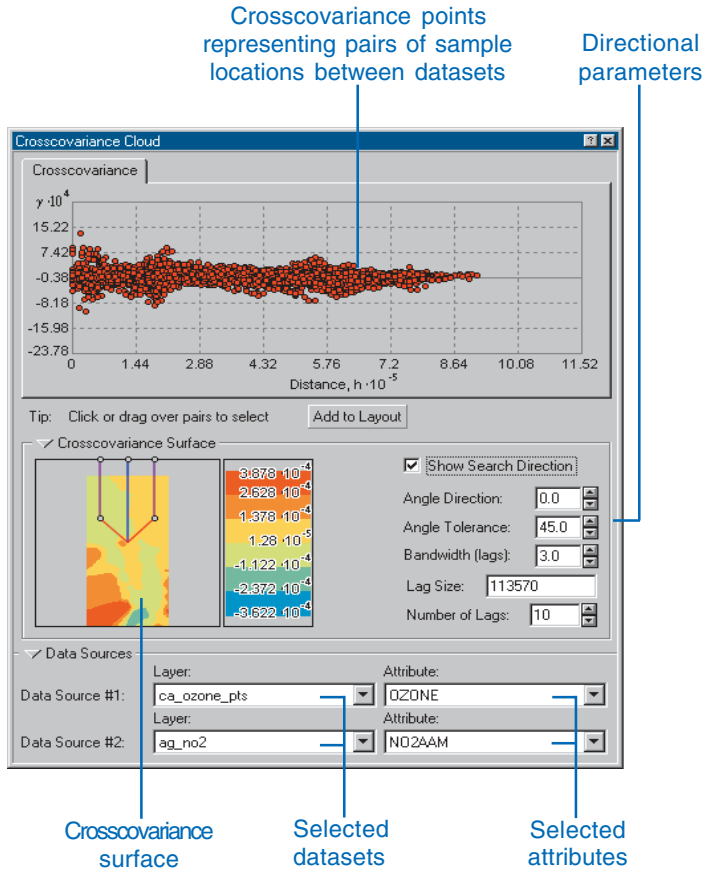 Crosscovariance points
representing pairs of sample
locations between datasets
Directional
parameters
Crosscovariance Cloud
Crosscovariance
γ·10⁴
15.22
7.42
-0.38
-8.18
-15.98
-23.78
0 1.44 2.88 4.32 5.76 7.2 8.64 10.08 11.52
Distance, h·10⁻⁵
Tip: Click or drag over pairs to select Add to Layout
Crosscovariance Surface
3.878·10⁻⁴
2.628·10⁻⁴
1.378·10⁻⁴
1.28·10⁻⁵
-1.122·10⁻⁴
-2.372·10⁻⁴
-3.622·10⁻⁴
Show Search Direction
Angle Direction: 0.0
Angle Tolerance: 45.0
Bandwidth (lags): 3.0
Lag Size: 113570
Number of Lags: 10
Data Sources
Layer: Attribute:
Data Source #1: ca_ozone_pts OZONE
Layer: Attribute:
Data Source #2: ag_no2 NO2AAM
Crosscovariance
surface
Selected
datasets
Selected
attributes